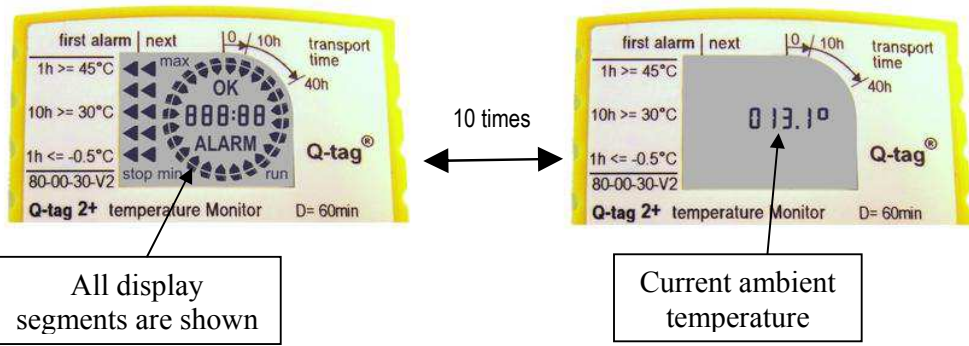 first alarm | next 0 10h transport time
1h >= 45°C 40h
max
OK
10h >= 30°C 888:88
ALARM
1h <= -0.5°C Q-tag®
stop min run
80-00-30-V2
Q-tag 2+ temperature Monitor D= 60min
All display
segments are shown
10 times
first alarm | next 0 10h transport time
1h >= 45°C 40h
10h >= 30°C 013.1°
1h <= -0.5°C Q-tag®
80-00-30-V2
Q-tag 2+ temperature Monitor D= 60min
Current ambient
temperature